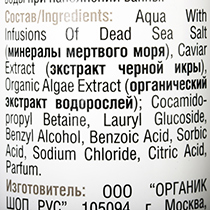 Состав/Ingredients: Aqua With
Infusions Of Dead Sea Salt
(минералы мертвого моря), Caviar
Extract (экстракт черной икры),
Organic Algae Extract (органический
экстракт водорослей); Cocamido-
propyl Betaine, Lauryl Glucoside,
Benzyl Alcohol, Benzoic Acid, Sorbic
Acid, Sodium Chloride, Citric Acid,
Parfum.
Изготовитель: ООО "ОРГАНИК
ШОП РУС" 105094 г. Москва,